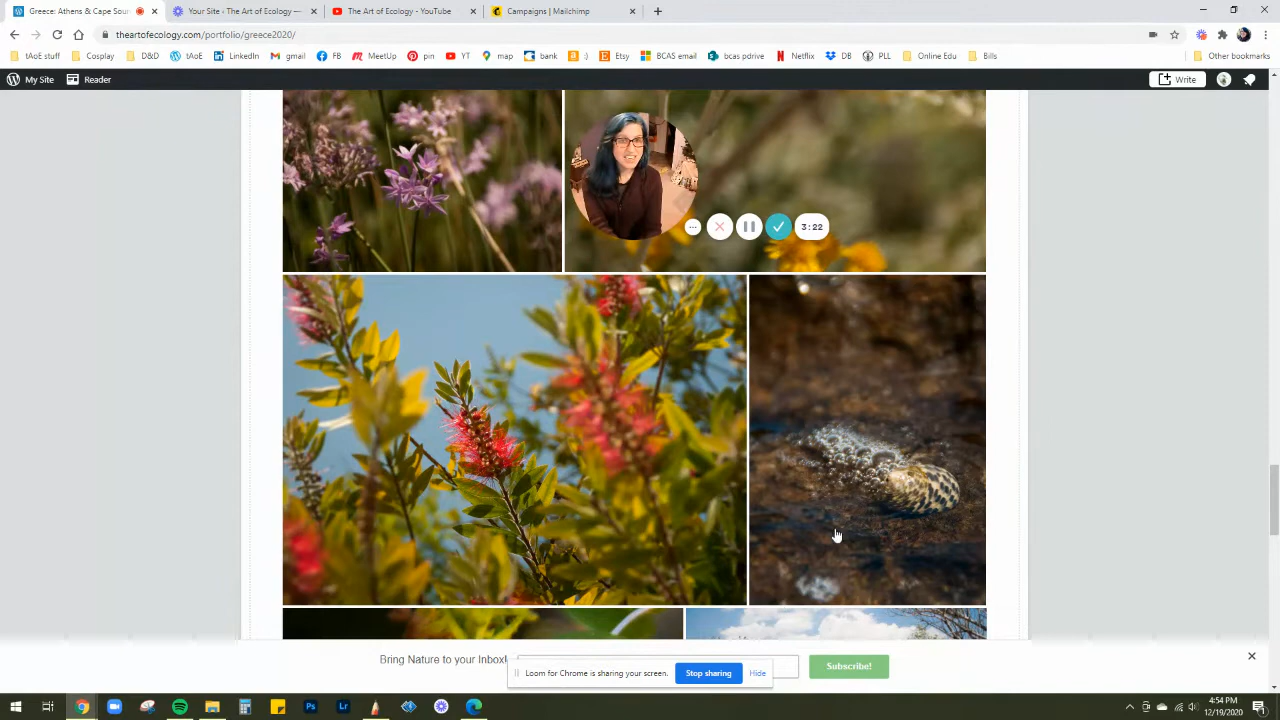 Greece: Athens & Cape Soun
Your Site ‹ The Art of Ecology —
The Art of Ecology - YouTube
Campaigns | Mailchimp
theartofecology.com/portfolio/greece2020/
tAoE stuff Cosplay D&D tAoE LinkedIn gmail FB MeetUp pin YT map bank :) Etsy BCAS email bcas pdrive Netflix DB PLL Online Edu Bills Other bookmarks
My Site Reader Write
3:22
Bring Nature to your Inbox!
Subscribe!
Loom for Chrome is sharing your screen. Stop sharing Hide
4:54 PM
12/19/2020